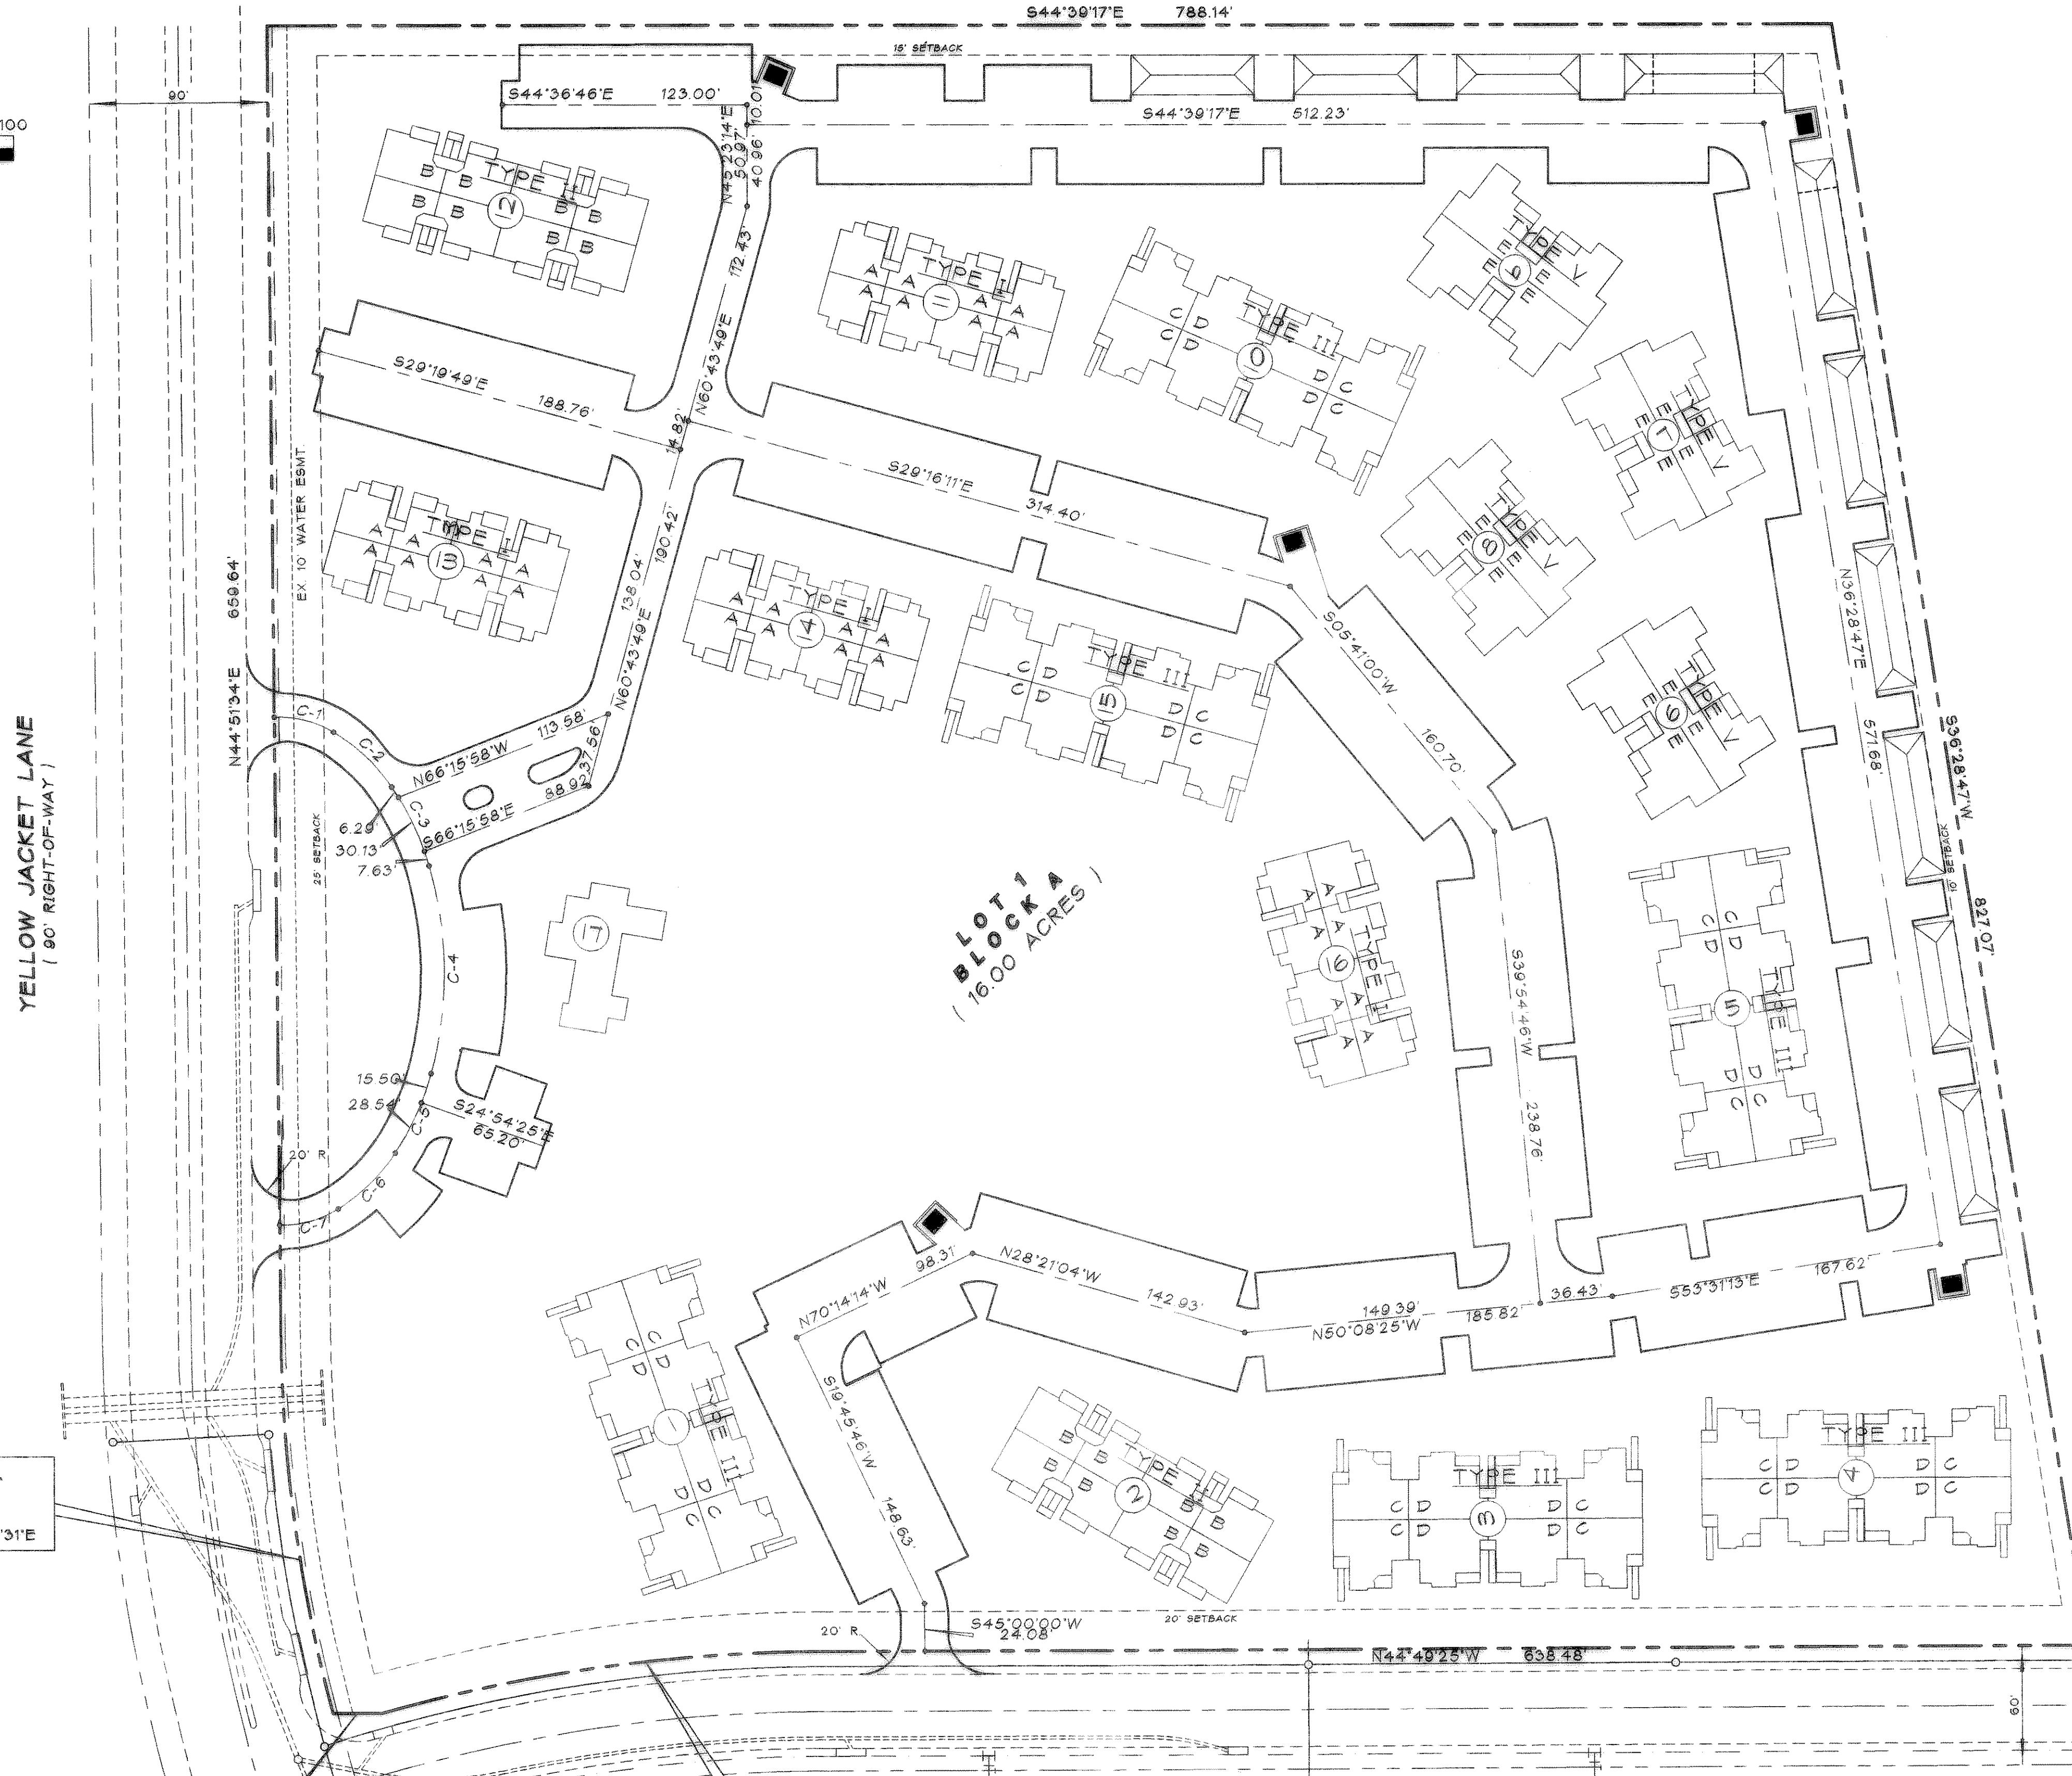 S44°39'17"E 788.14'
15' SETBACK
90'
100
S44°36'46"E 123.00'
10.01'
N45°23'14"E
50.97'
40.96'
S44°39'17"E 512.23'
TYPE II
12
B B B B B B B B
TYPE I
11
A A A A A A A A
TYPE III
10
C D C D D C D C
TYPE V
9
E E E E E E
TYPE V
7
E E E E
TYPE V
8
E E E E E E
112.43'
N60°43'49"E
14.82'
S29°19'49"E
188.76'
S29°16'11"E
314.40'
EX. 10' WATER ESMT.
TYPE I
13
A A A A A A A A
190.42'
138.04'
N60°43'49"E
TYPE I
14
A A A A A A A A
TYPE III
15
C D C D D C D C
S05°41'00"W
160.70'
N36°28'47"E
571.68'
TYPE V
6
E E E E E
S36°28'47"W
827.07'
10' SETBACK
659.64'
N44°51'34"E
YELLOW JACKET LANE
( 90' RIGHT-OF-WAY )
C-1
C-2
N66°15'58"W 113.58'
37.56'
C-3
S66°15'58"E 88.92'
6.29'
30.13'
7.63'
25' SETBACK
17
C-4
LOT 1
BLOCK A
( 16.00 ACRES )
TYPE I
16
A A A A A A A A
S39°54'46"W
238.76'
TYPE III
5
C D C D D C D C
15.50'
28.54'
C-5
S24°54'25"E
65.20'
20' R
C-6
C-7
98.31'
N70°14'14"W
N28°21'04"W
142.93'
149.39'
N50°08'25"W
185.82'
36.43'
S53°31'13"E
167.62'
TYPE III
1
C D C D D C D C
S19°45'46"W
148.63'
TYPE II
2
B B B B B B B B
TYPE III
3
C D D C
C D D C
TYPE III
4
C D D C
C D D C
'31"E
S45°00'00"W
24.08'
20' SETBACK
20' R
N44°49'25"W 638.48'
60'